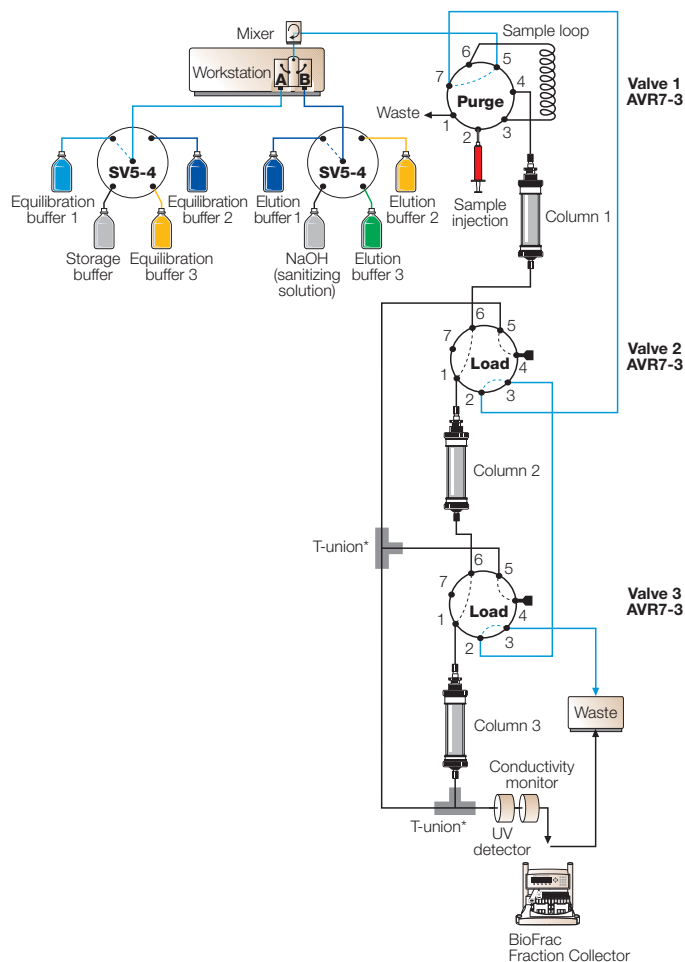 Mixer
Workstation
A
B
SV5-4
Equilibration
buffer 1
Equilibration
buffer 2
Storage
buffer
Equilibration
buffer 3
SV5-4
Elution
buffer 1
Elution
buffer 2
NaOH
(sanitizing
solution)
Elution
buffer 3
Sample loop
6
5
7
4
Purge
Waste
1
2
3
Sample
injection
Valve 1
AVR7-3
Column 1
6
5
7
Load
4
1
2
3
Valve 2
AVR7-3
Column 2
T-union*
6
5
7
Load
4
1
2
3
Valve 3
AVR7-3
Column 3
Waste
Conductivity
monitor
T-union*
UV
detector
BioFrac
Fraction Collector